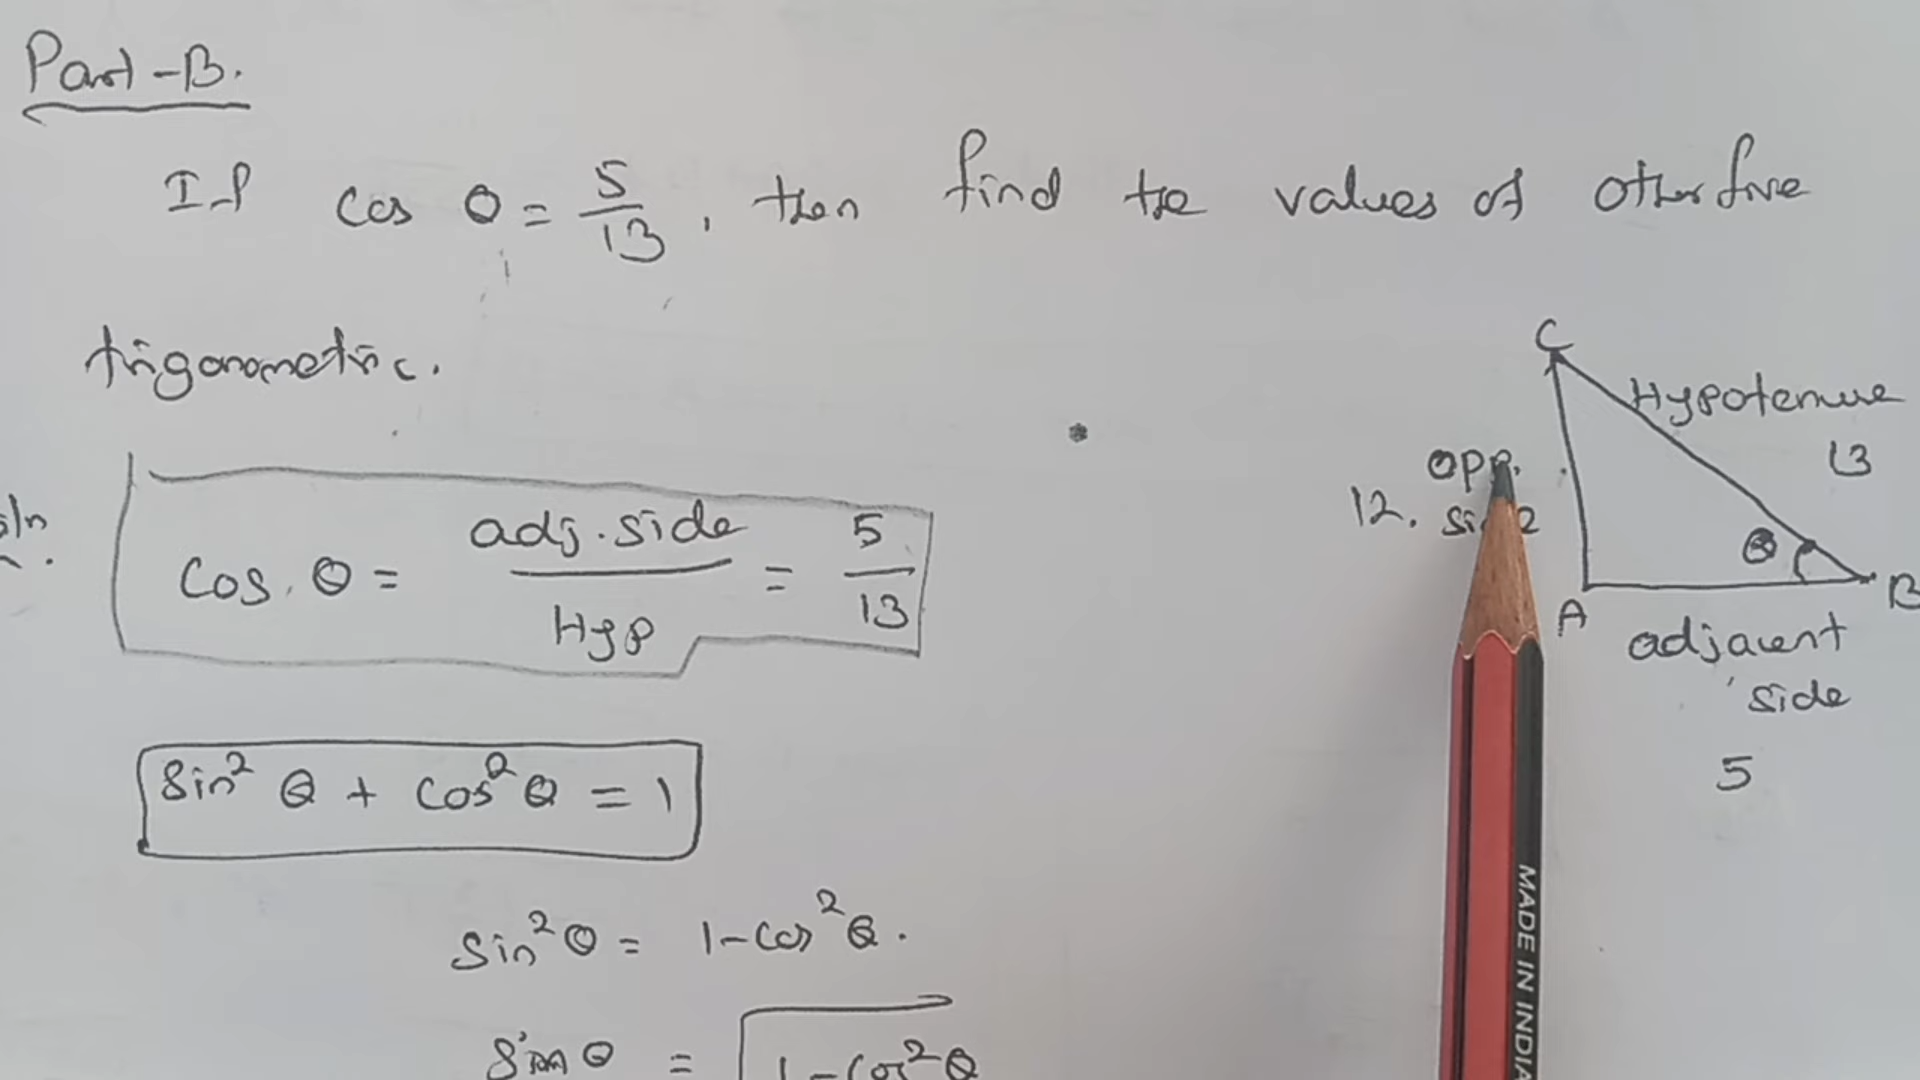 Part-B.
If cos θ = 5/13, then find the values of other five
trigonometric.
C
Hypotenuse
13
opp.
12. side
θ
A
B
adjacent
side
5
soln
Cos. θ = adj.side/Hyp = 5/13
Sin² θ + Cos² θ = 1
Sin² θ = 1-Cos² θ.
Sin θ = √1-Cos² θ
MADE IN INDIA